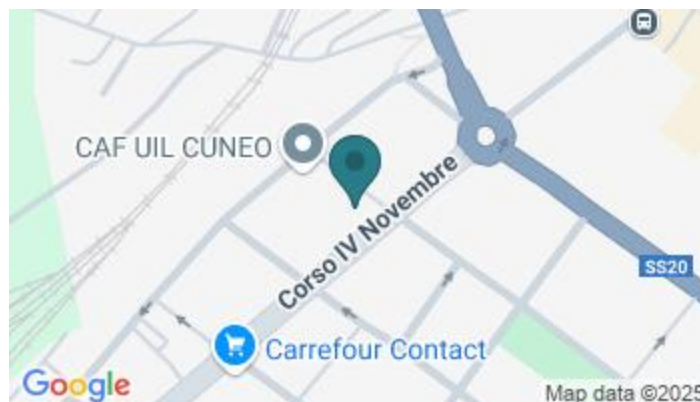 CAF UIL CUNEO
Corso IV Novembre
SS20
Carrefour Contact
Google
Map data ©2025